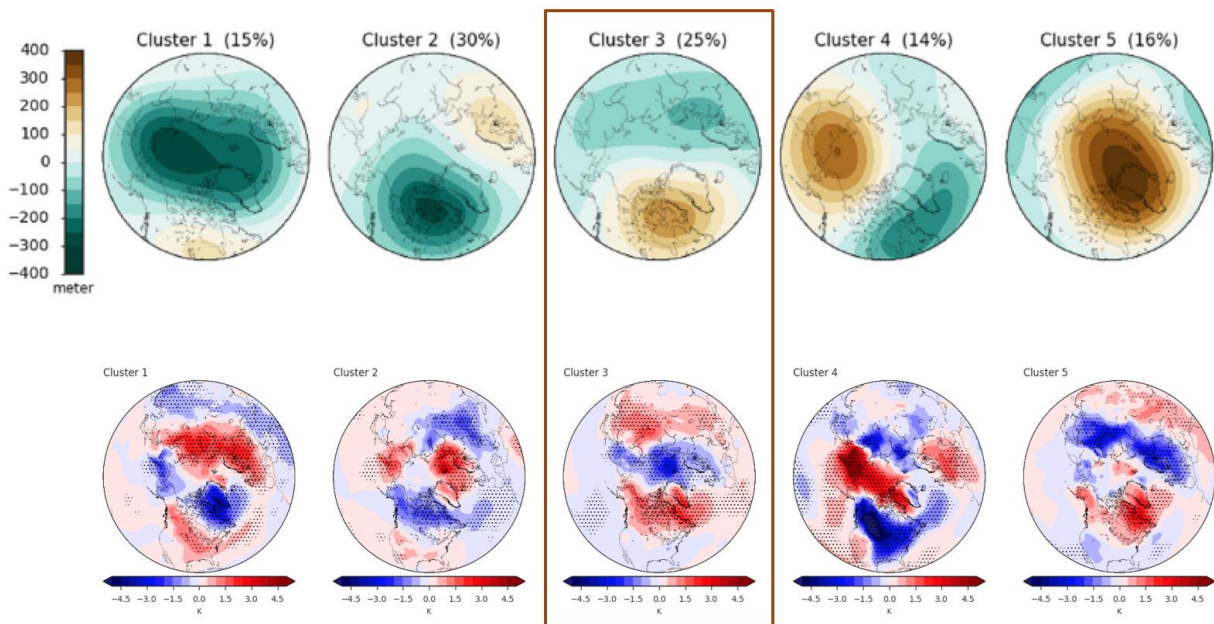 Cluster 1 (15%)
Cluster 2 (30%)
Cluster 3 (25%)
Cluster 4 (14%)
Cluster 5 (16%)
400
300
200
100
0
−100
−200
−300
−400
meter
Cluster 1
Cluster 2
Cluster 3
Cluster 4
Cluster 5
−4.5 −3.0 −1.5 0.0 1.5 3.0 4.5
K
−4.5 −3.0 −1.5 0.0 1.5 3.0 4.5
K
−4.5 −3.0 −1.5 0.0 1.5 3.0 4.5
K
−4.5 −3.0 −1.5 0.0 1.5 3.0 4.5
K
−4.5 −3.0 −1.5 0.0 1.5 3.0 4.5
K